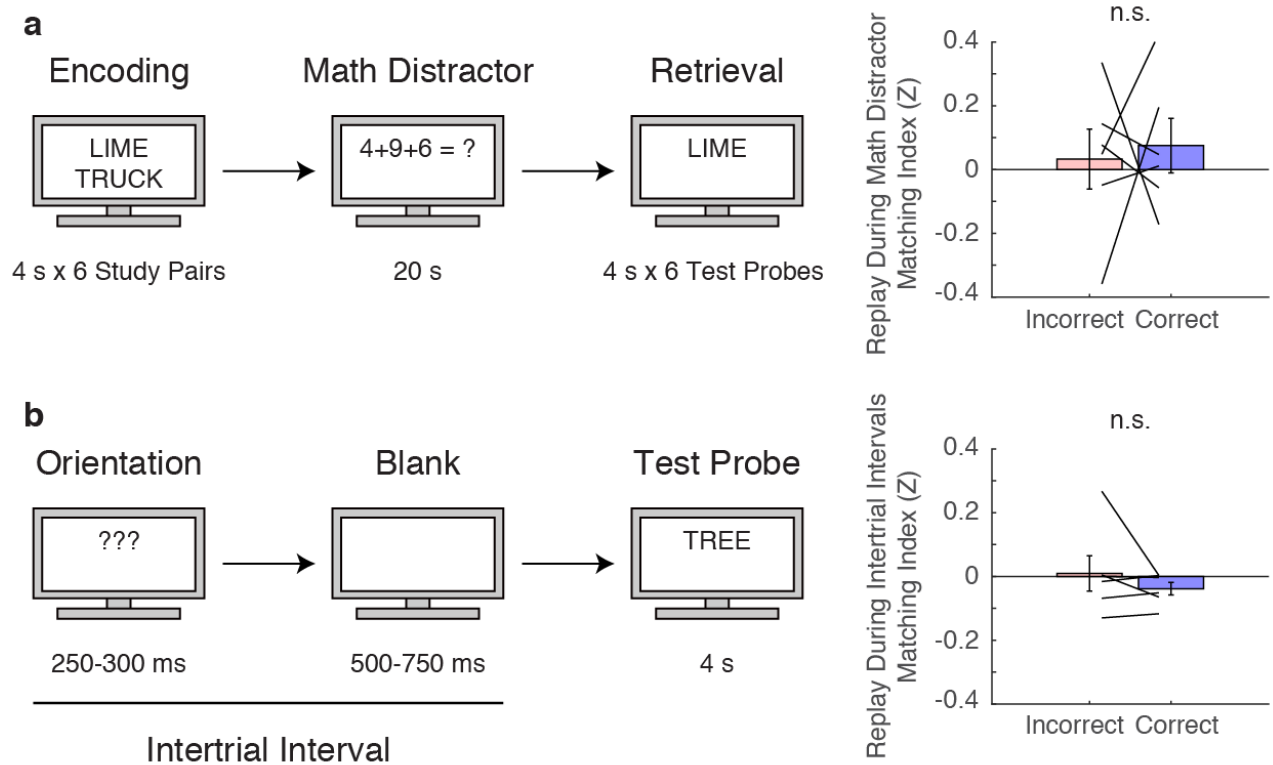 a
Encoding
Math Distractor
Retrieval
LIME
TRUCK
4+9+6 = ?
LIME
4 s x 6 Study Pairs
20 s
4 s x 6 Test Probes
n.s.
Replay During Math Distractor
Matching Index (Z)
0.4
0.2
0
-0.2
-0.4
Incorrect Correct
b
Orientation
Blank
Test Probe
???
TREE
250-300 ms
500-750 ms
4 s
Intertrial Interval
n.s.
Replay During Intertrial Intervals
Matching Index (Z)
0.4
0.2
0
-0.2
-0.4
Incorrect Correct